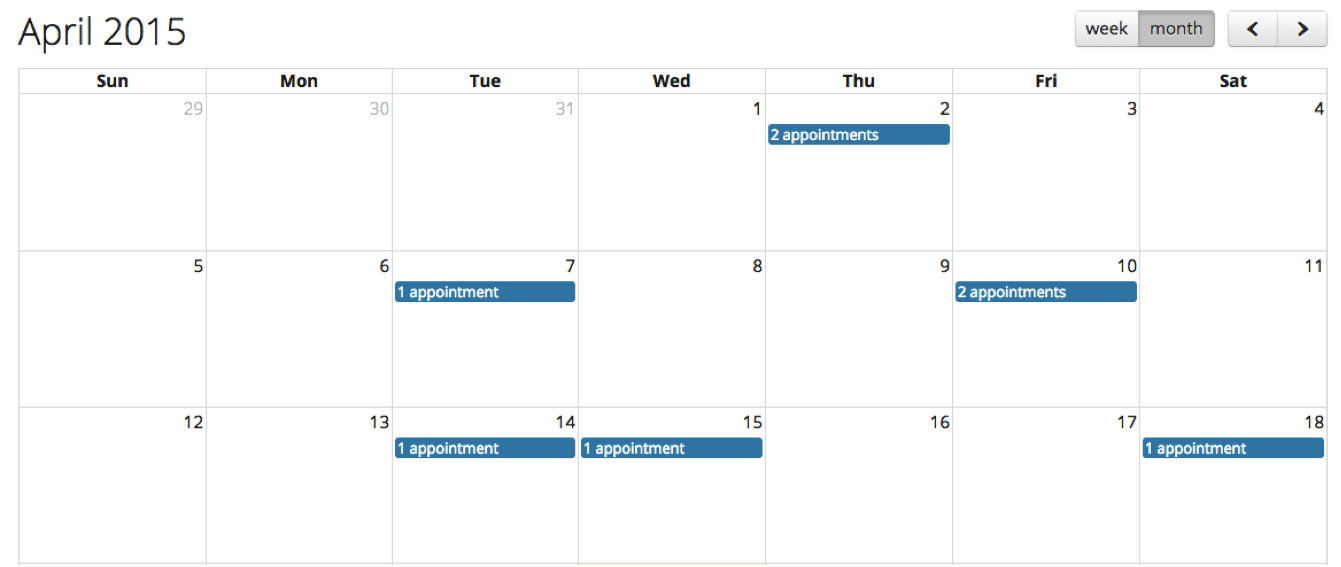 April 2015
week month
Sun Mon Tue Wed Thu Fri Sat
29 30 31 1 2 3 4
2 appointments
5 6 7 8 9 10 11
1 appointment 2 appointments
12 13 14 15 16 17 18
1 appointment 1 appointment 1 appointment